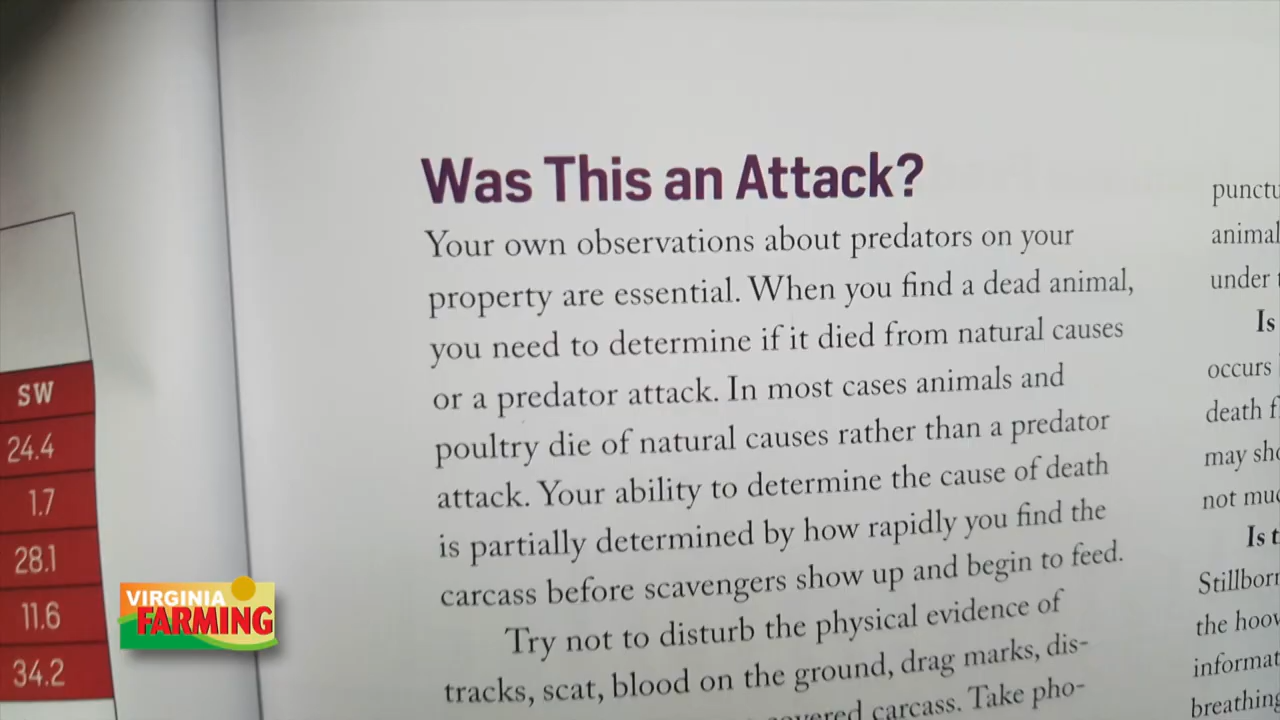 SW
24.4
1.7
28.1
11.6
34.2
Was This an Attack?
Your own observations about predators on your
property are essential. When you find a dead animal,
you need to determine if it died from natural causes
or a predator attack. In most cases animals and
poultry die of natural causes rather than a predator
attack. Your ability to determine the cause of death
is partially determined by how rapidly you find the
carcass before scavengers show up and begin to feed.
Try not to disturb the physical evidence of
tracks, scat, blood on the ground, drag marks, dis-
carcass. Take pho-
animal
under
Is
occurs
death
may
not
Is
the
breathing
VIRGINIA
FARMING